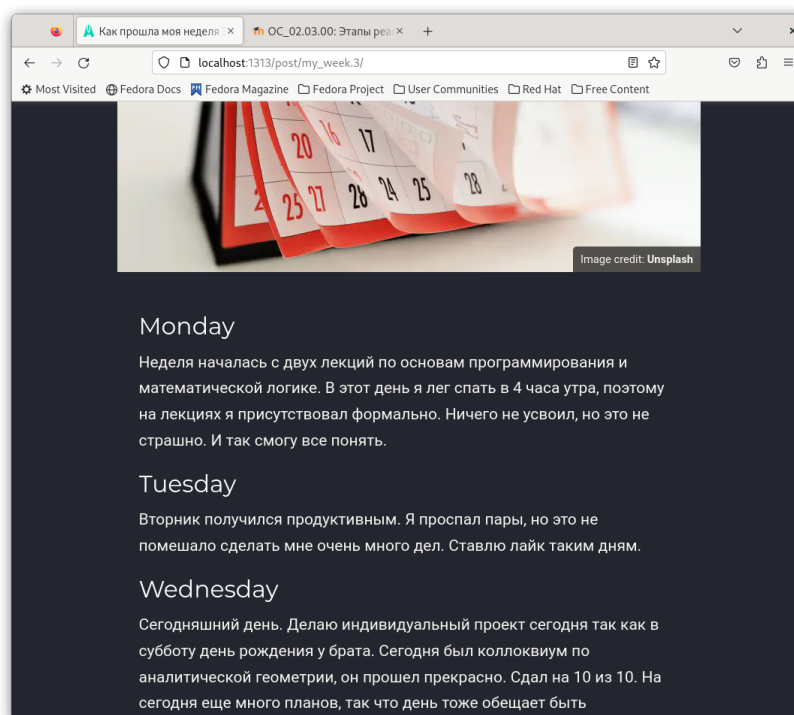 Как прошла моя неделя
ОС_02.03.00: Этапы реа
localhost:1313/post/my_week.3/
Most Visited Fedora Docs Fedora Magazine Fedora Project User Communities Red Hat Free Content
20 16 17
25 27 28 24 25 28
Image credit: Unsplash
Monday
Неделя началась с двух лекций по основам программирования и
математической логике. В этот день я лег спать в 4 часа утра, поэтому
на лекциях я присутствовал формально. Ничего не усвоил, но это не
страшно. И так смогу все понять.
Tuesday
Вторник получился продуктивным. Я проспал пары, но это не
помешало сделать мне очень много дел. Ставлю лайк таким дням.
Wednesday
Сегодняшний день. Делаю индивидуальный проект сегодня так как в
субботу день рождения у брата. Сегодня был коллоквиум по
аналитической геометрии, он прошел прекрасно. Сдал на 10 из 10. На
сегодня еще много планов, так что день тоже обещает быть